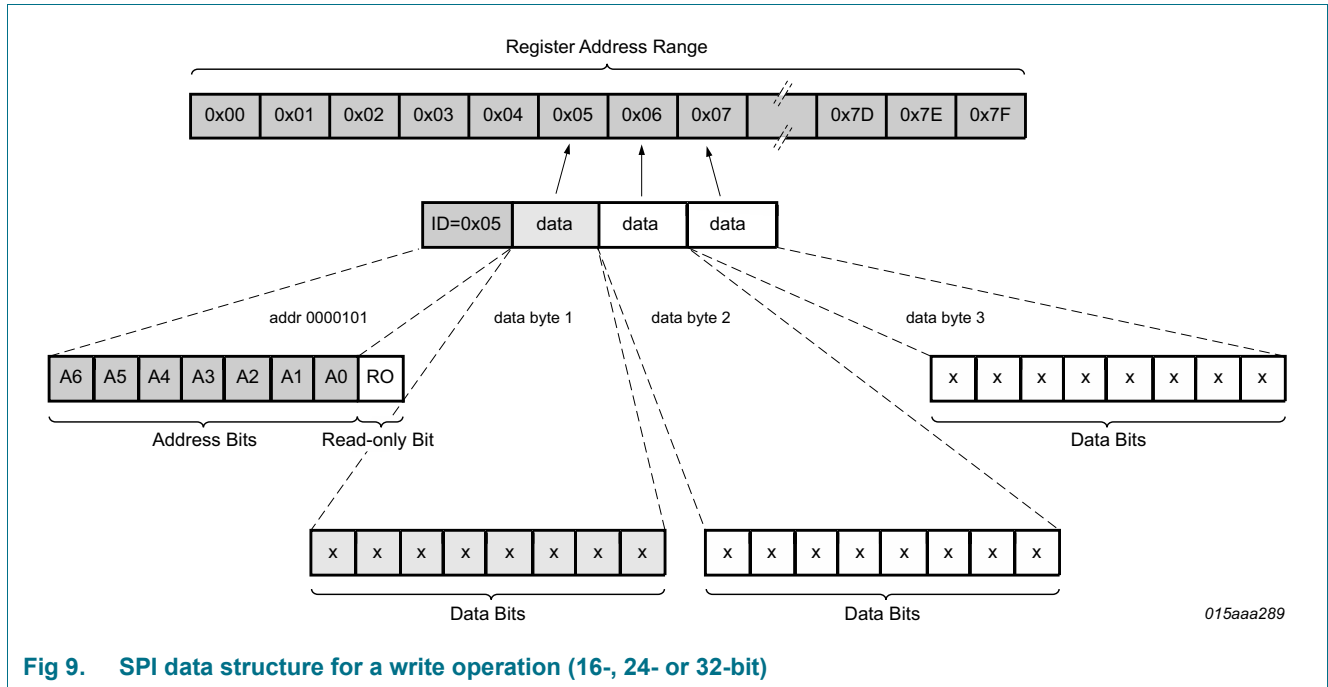 Register Address Range
0x00 0x01 0x02 0x03 0x04 0x05 0x06 0x07 0x7D 0x7E 0x7F
ID=0x05 data data data
addr 0000101 data byte 1 data byte 2 data byte 3
A6 A5 A4 A3 A2 A1 A0 RO x x x x x x x x
Address Bits Read-only Bit Data Bits
x x x x x x x x x x x x x x x x
Data Bits Data Bits
015aaa289
Fig 9. SPI data structure for a write operation (16-, 24- or 32-bit)